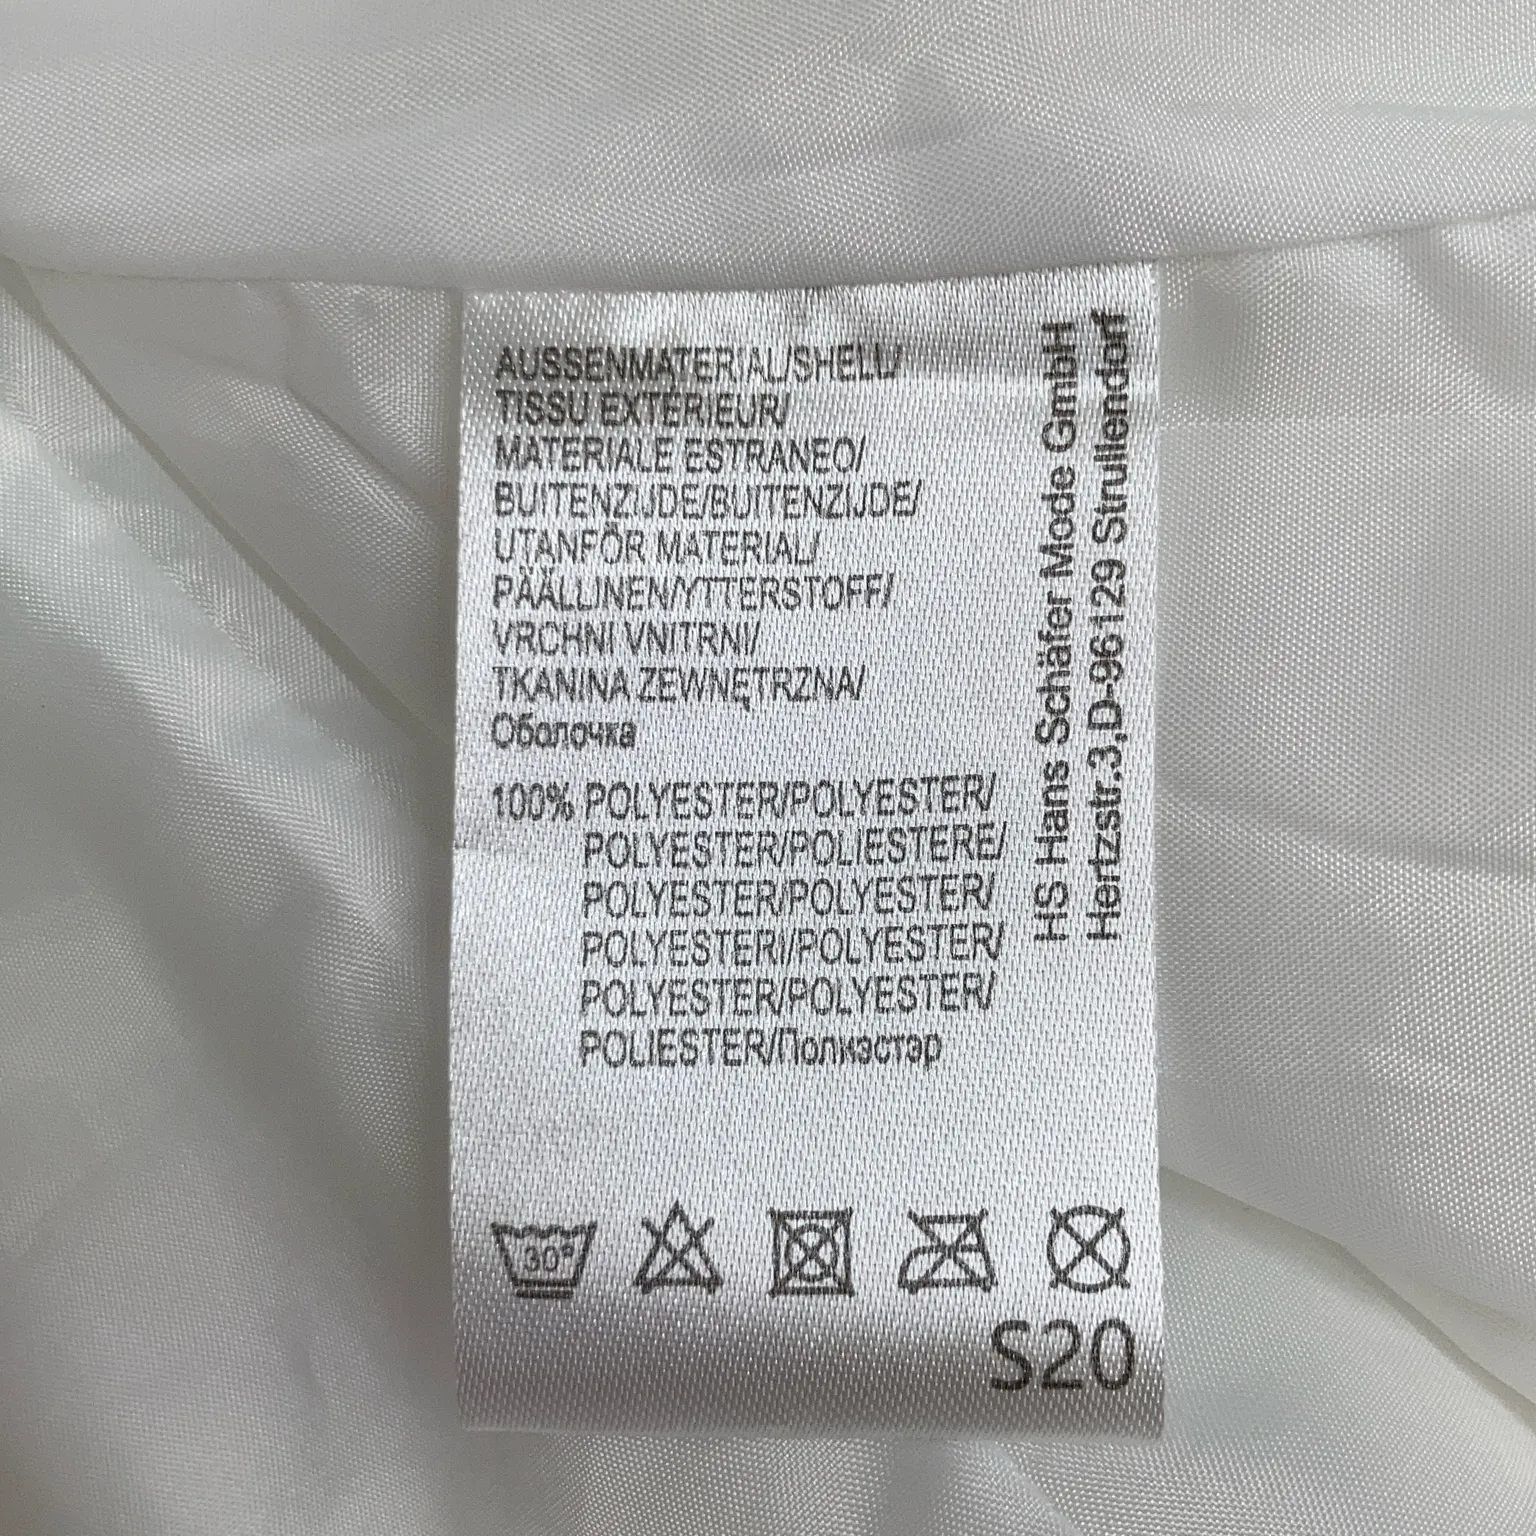 AUSSENMATERIAL/SHELL/
TISSU EXTERIEUR/
MATERIALE ESTRANEO/
BUITENZIJDE/BUITENZIJDE/
UTANFÖR MATERIAL/
PÄÄLLINEN/YTTERSTOFF/
VRCHNI VNITRNI/
TKANINA ZEWNĘTRZNA/
Оболочка
100% POLYESTER/POLYESTER/
POLYESTER/POLIESTERE/
POLYESTER/POLYESTER/
POLYESTERI/POLYESTER/
POLYESTER/POLYESTER/
POLIESTER/Полиэстэр
30°
S20
HS Hans Schäfer Mode GmbH
Hertzstr.3,D-96129 Strullendorf